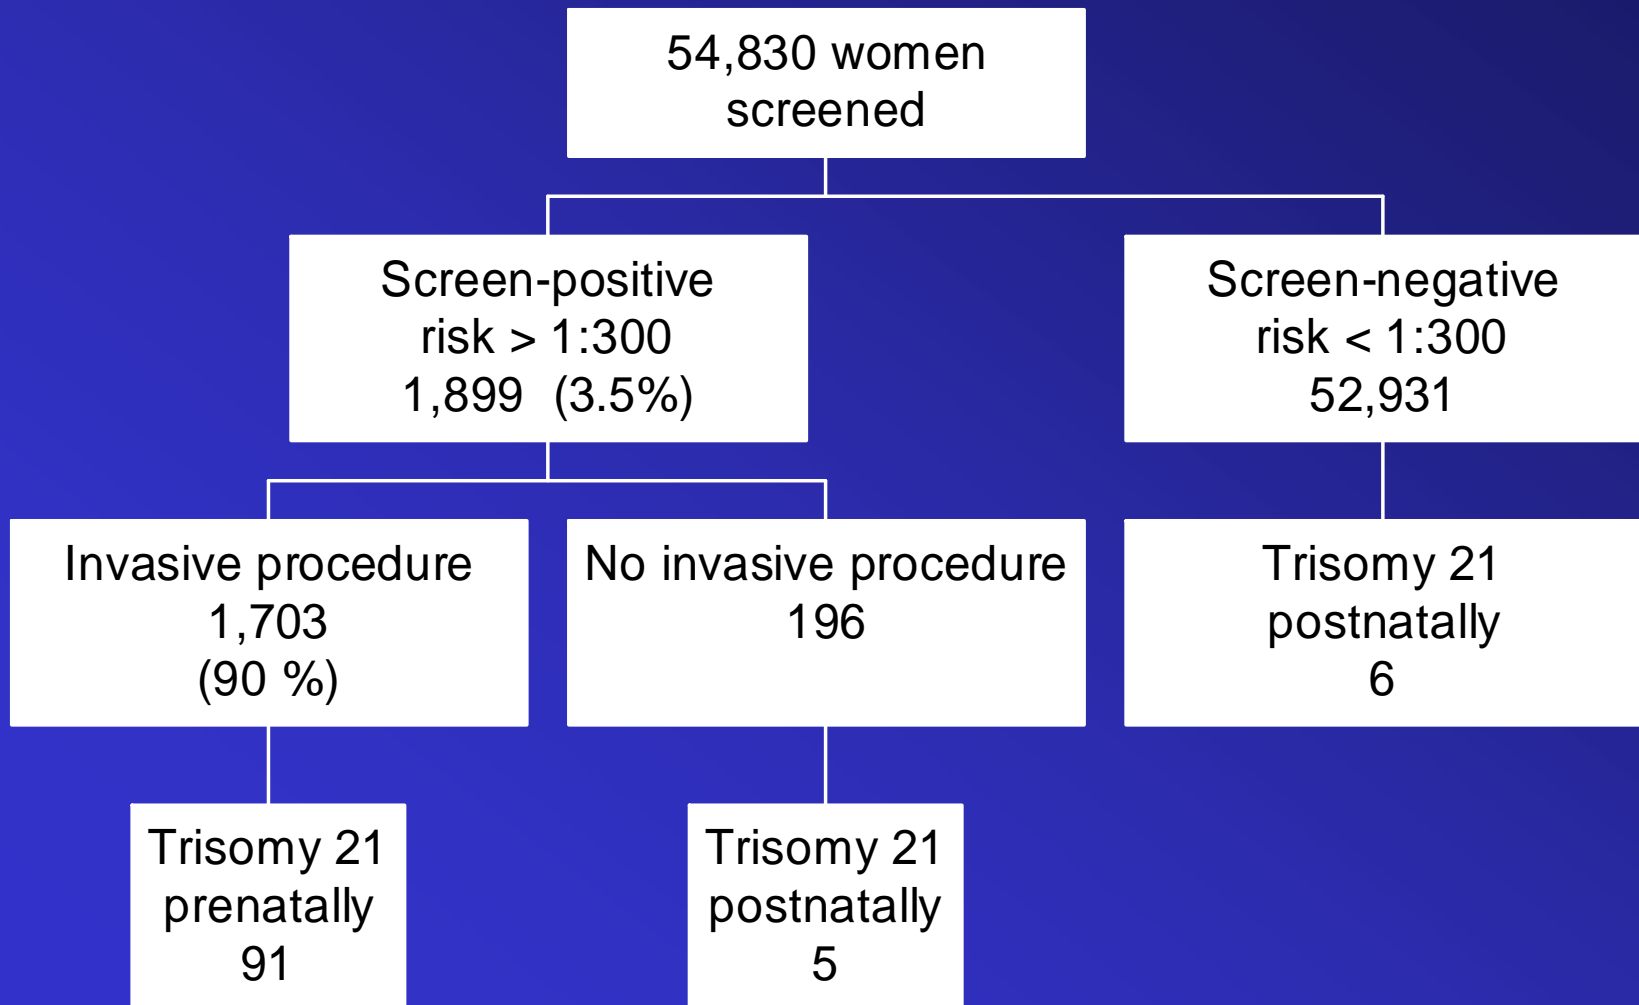 54,830 women
screened
Screen-positive
risk > 1:300
1,899 (3.5%)
Screen-negative
risk < 1:300
52,931
Invasive procedure
1,703
(90 %)
No invasive procedure
196
Trisomy 21
postnatally
6
Trisomy 21
prenatally
91
Trisomy 21
postnatally
5